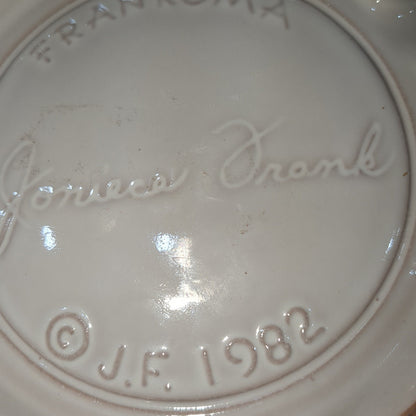 FRANKOMA
Joniece Frank
© J.F. 1982